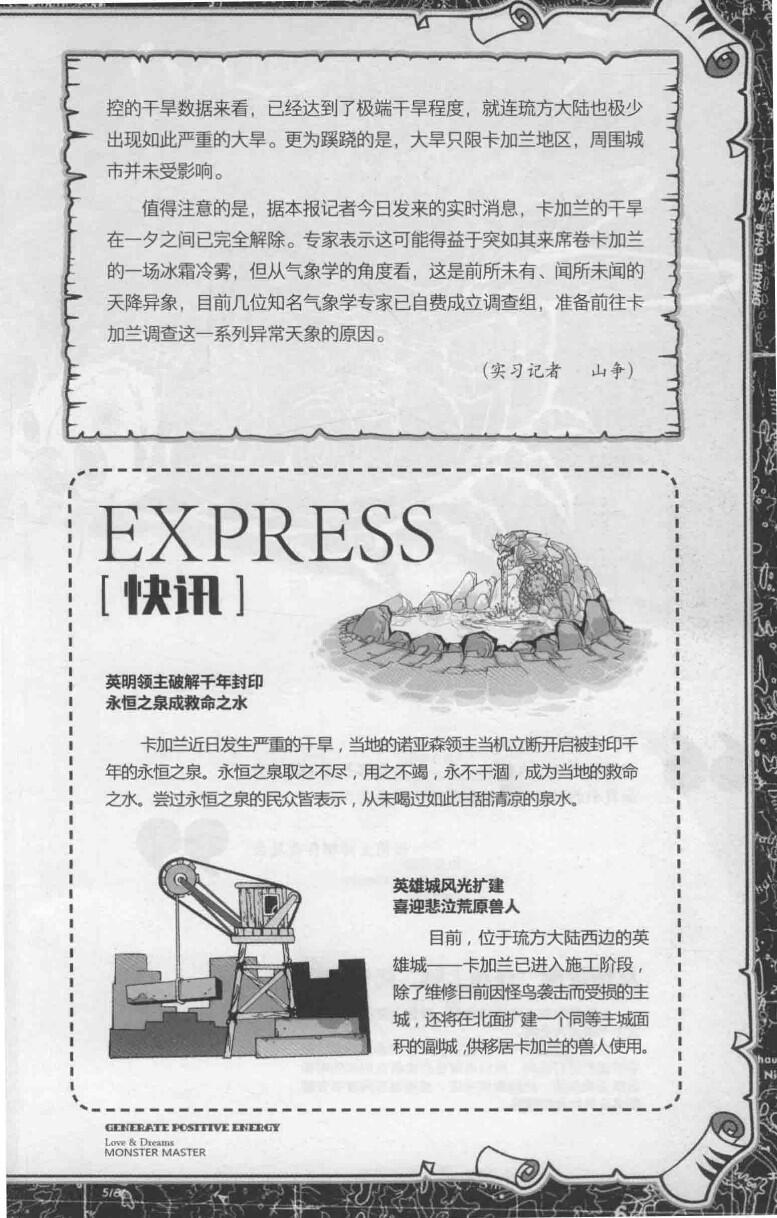 控的干旱数据来看，已经达到了极端干旱程度，就连琉方大陆也极少
出现如此严重的大旱。更为蹊跷的是，大旱只限卡加兰地区，周围城
市并未受影响。
值得注意的是，据本报记者今日发来的实时消息，卡加兰的干旱
在一夕之间已完全解除。专家表示这可能得益于突如其来席卷卡加兰
的一场冰霜冷雾，但从气象学的角度看，这是前所未有、闻所未闻的
天降异象，目前几位知名气象学专家已自费成立调查组，准备前往卡
加兰调查这一系列异常天象的原因。
（实习记者 山争）
EXPRESS
[快讯]
英明领主破解千年封印
永恒之泉成救命之水
卡加兰近日发生严重的干旱，当地的诺亚森领主当机立断开启被封印千
年的永恒之泉。永恒之泉取之不尽，用之不竭，永不干涸，成为当地的救命
之水。尝过永恒之泉的民众皆表示，从未喝过如此甘甜清凉的泉水。
英雄城风光扩建
喜迎悲泣荒原兽人
目前，位于琉方大陆西边的英
雄城——卡加兰已进入施工阶段，
除了维修日前因怪鸟袭击而受损的主
城，还将在北面扩建一个同等主城面
积的副城，供移居卡加兰的兽人使用。
GENERATE POSITIVE ENERGY
Love & Dreams
MONSTER MASTER